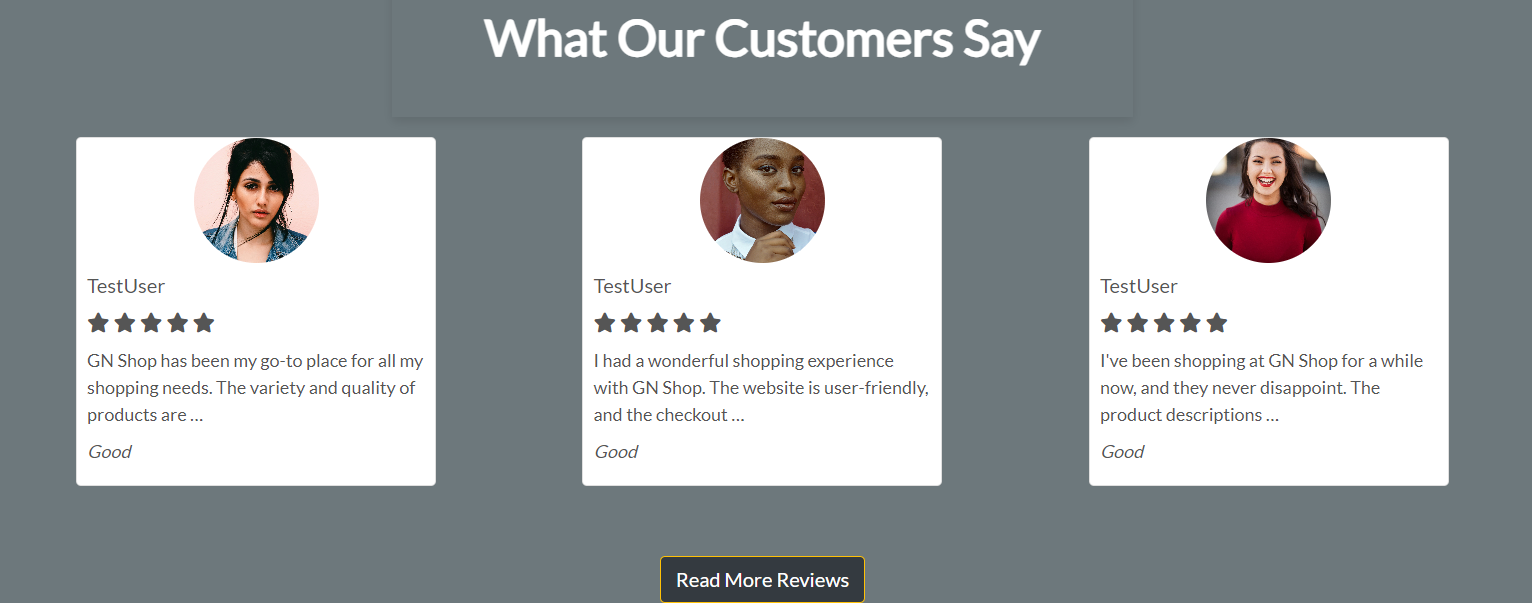 What Our Customers Say
TestUser
GN Shop has been my go-to place for all my
shopping needs. The variety and quality of
products are ...
Good
TestUser
I had a wonderful shopping experience
with GN Shop. The website is user-friendly,
and the checkout ...
Good
TestUser
I've been shopping at GN Shop for a while
now, and they never disappoint. The
product descriptions ...
Good
Read More Reviews